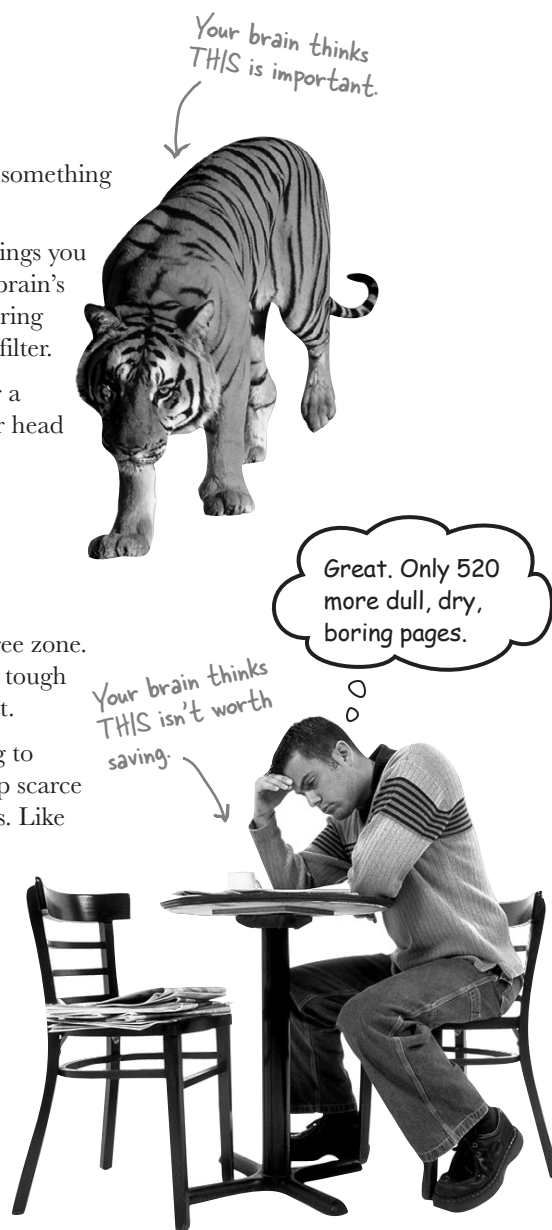 Your brain thinks
THIS is important.
something
ings you
brain's
ring
filter.
a
head
Great. Only 520
more dull, dry,
boring pages.
ree zone.
tough
t.
Your brain thinks
THIS isn't worth
saving.
g to
p scarce
s. Like